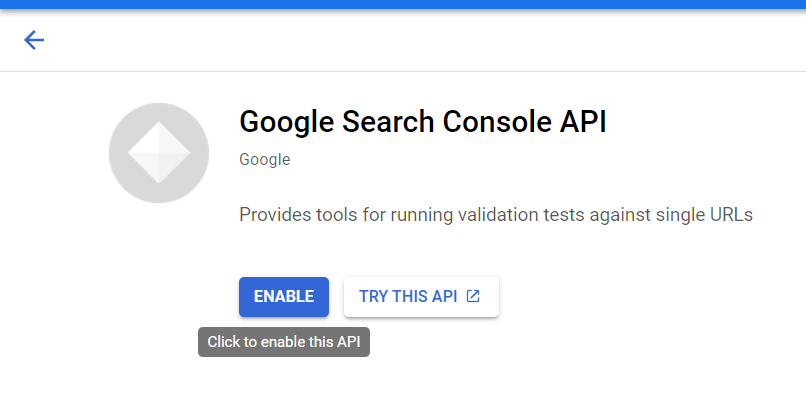 Google Search Console API
Google
Provides tools for running validation tests against single URLs
ENABLE
TRY THIS API
Click to enable this API